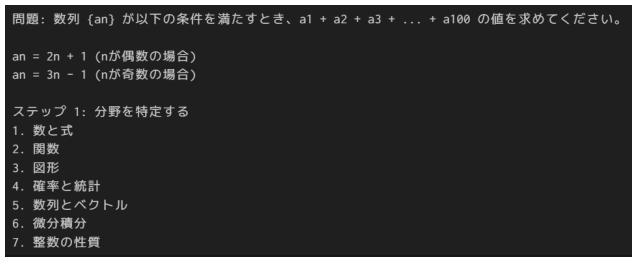 問題: 数列 {an} が以下の条件を満たすとき、a1 + a2 + a3 + ... + a100 の値を求めてください。
an = 2n + 1 (nが偶数の場合)
an = 3n - 1 (nが奇数の場合)
ステップ 1: 分野を特定する
1. 数と式
2. 関数
3. 図形
4. 確率と統計
5. 数列とベクトル
6. 微分積分
7. 整数の性質